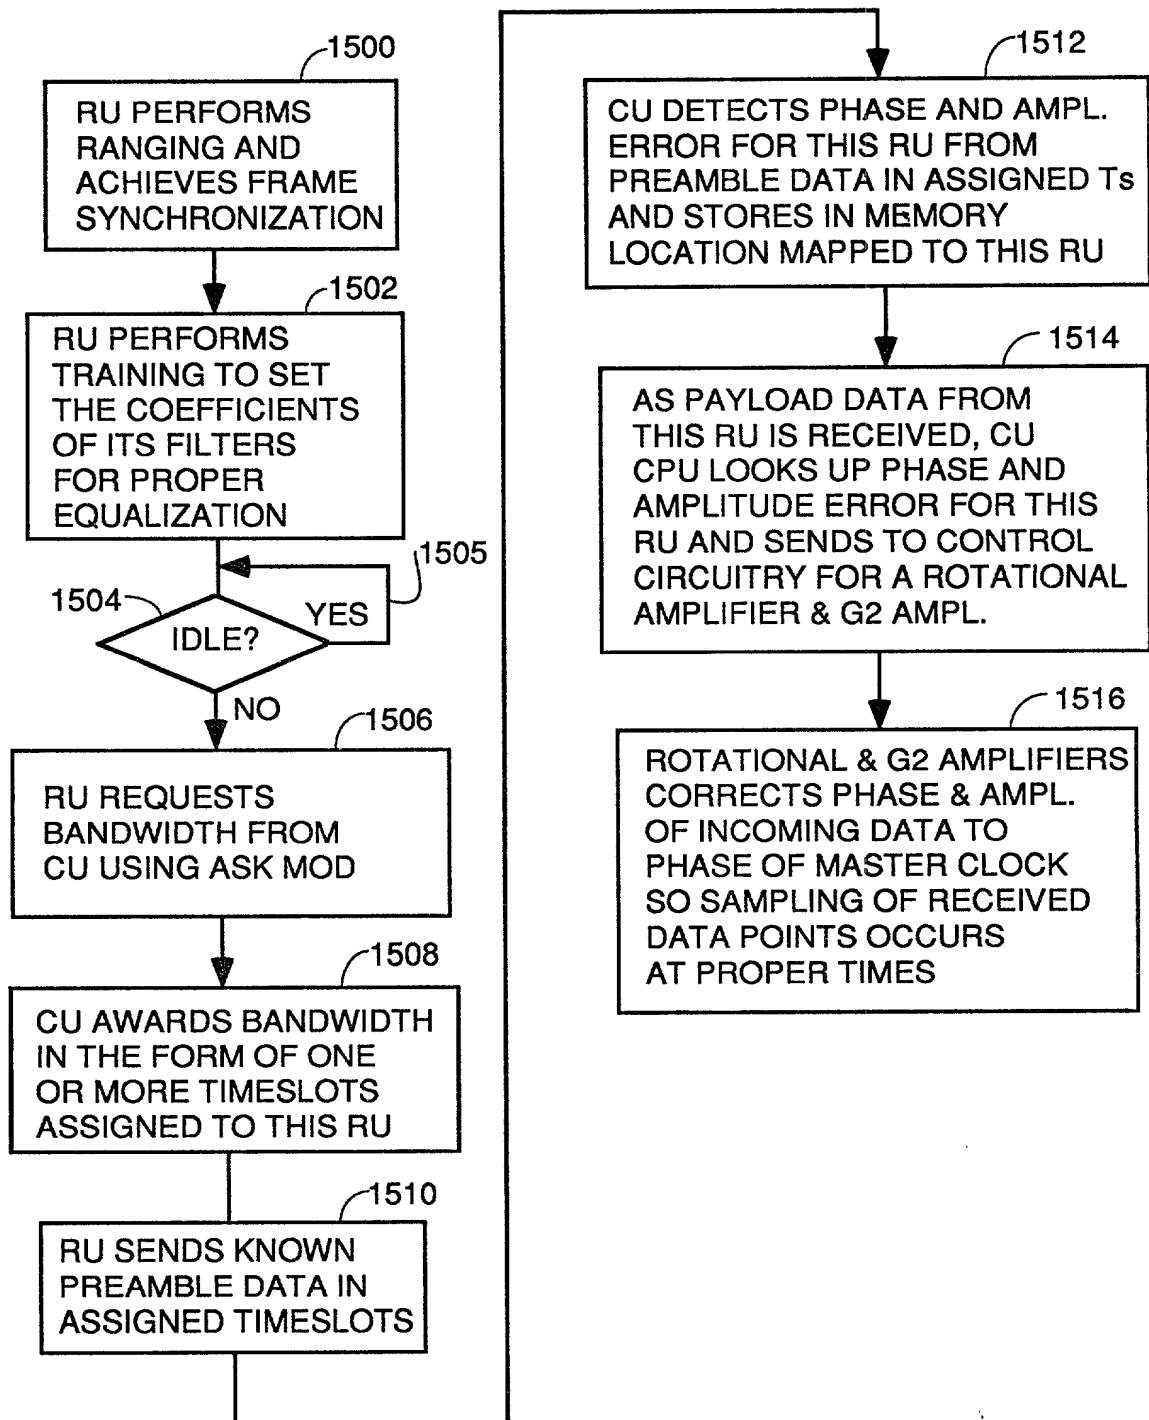 1500
RU PERFORMS
RANGING AND
ACHIEVES FRAME
SYNCHRONIZATION
1502
RU PERFORMS
TRAINING TO SET
THE COEFFICIENTS
OF ITS FILTERS
FOR PROPER
EQUALIZATION
1505
1504
YES
IDLE?
NO
1506
RU REQUESTS
BANDWIDTH FROM
CU USING ASK MOD
1508
CU AWARDS BANDWIDTH
IN THE FORM OF ONE
OR MORE TIMESLOTS
ASSIGNED TO THIS RU
1510
RU SENDS KNOWN
PREAMBLE DATA IN
ASSIGNED TIMESLOTS
1512
CU DETECTS PHASE AND AMPL.
ERROR FOR THIS RU FROM
PREAMBLE DATA IN ASSIGNED Ts
AND STORES IN MEMORY
LOCATION MAPPED TO THIS RU
1514
AS PAYLOAD DATA FROM
THIS RU IS RECEIVED, CU
CPU LOOKS UP PHASE AND
AMPLITUDE ERROR FOR THIS
RU AND SENDS TO CONTROL
CIRCUITRY FOR A ROTATIONAL
AMPLIFIER & G2 AMPL.
1516
ROTATIONAL & G2 AMPLIFIERS
CORRECTS PHASE & AMPL.
OF INCOMING DATA TO
PHASE OF MASTER CLOCK
SO SAMPLING OF RECEIVED
DATA POINTS OCCURS
AT PROPER TIMES